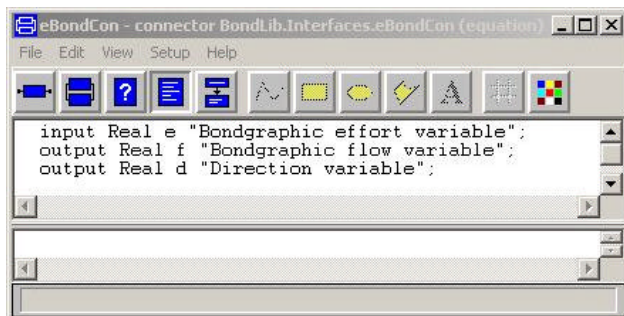 eBondCon - connector BondLib.Interfaces.eBondCon (equation)
File Edit View Setup Help
?
A
input Real e "Bondgraphic effort variable";
output Real f "Bondgraphic flow variable";
output Real d "Direction variable";